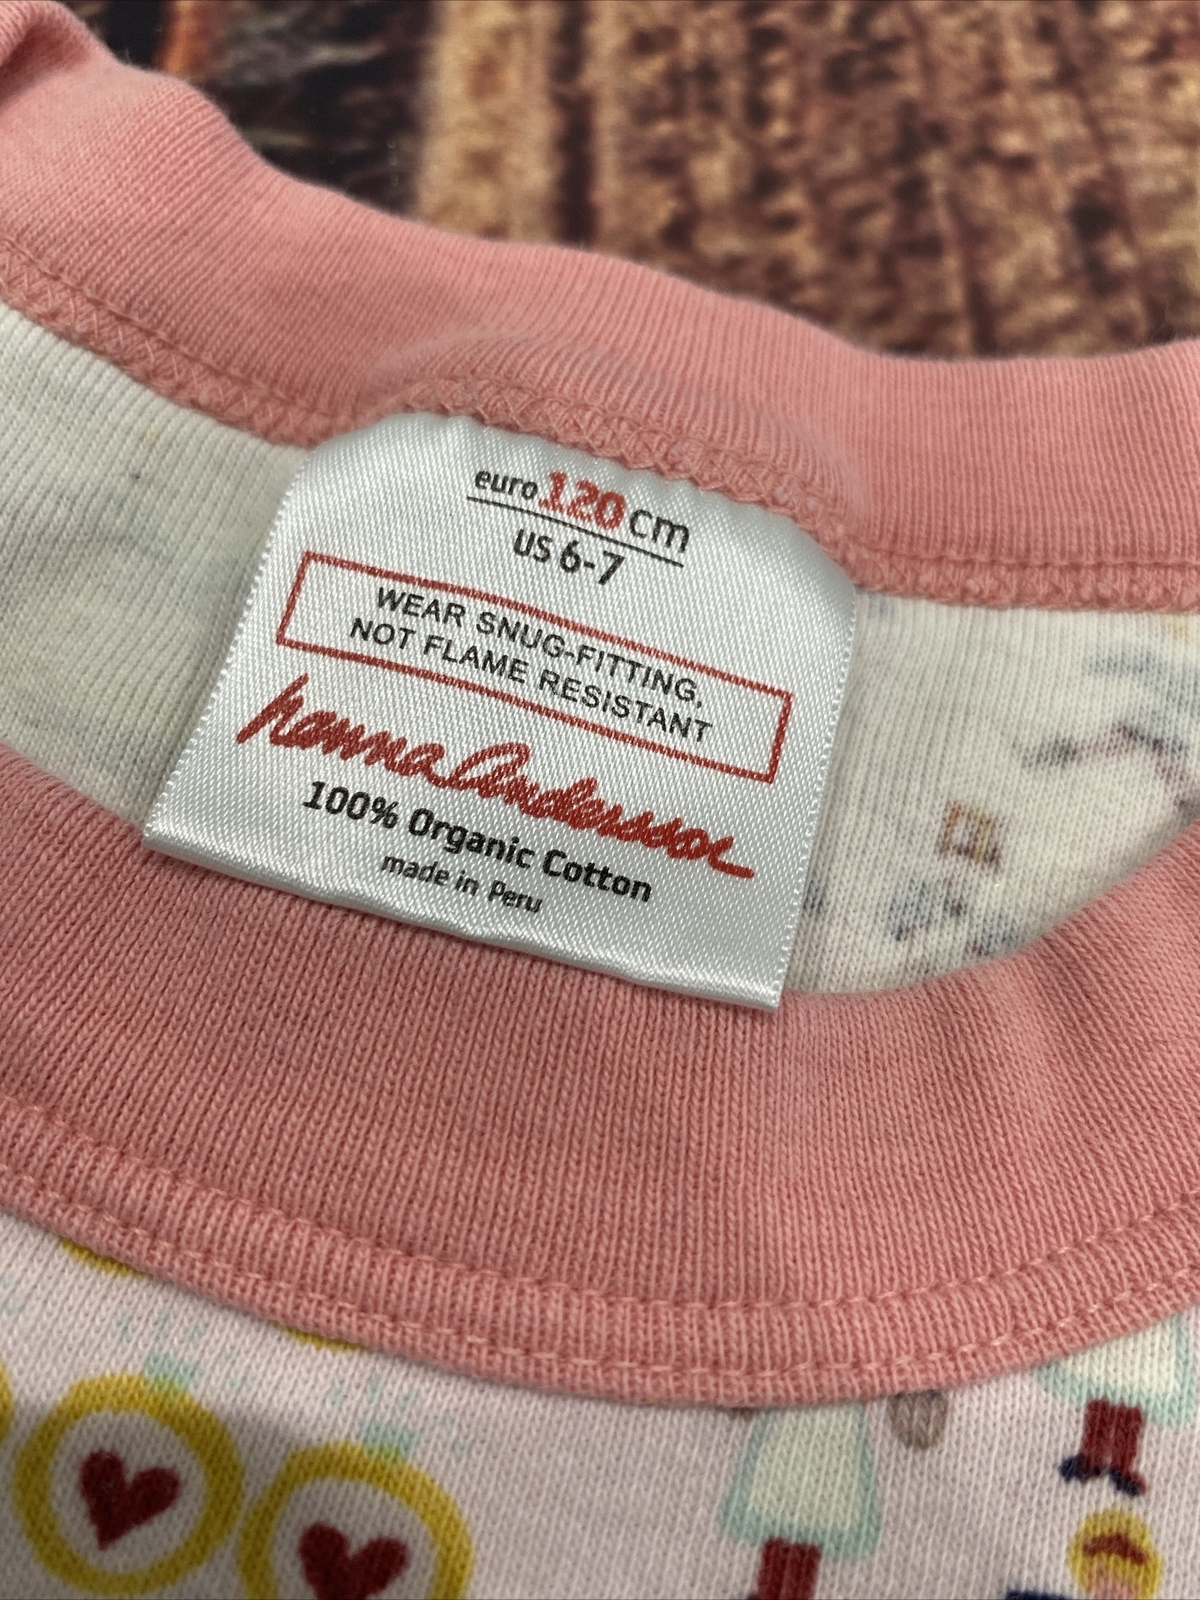 euro 120 cm
US 6-7
WEAR SNUG-FITTING,
NOT FLAME RESISTANT
hanna Andersson
100% Organic Cotton
made in Peru